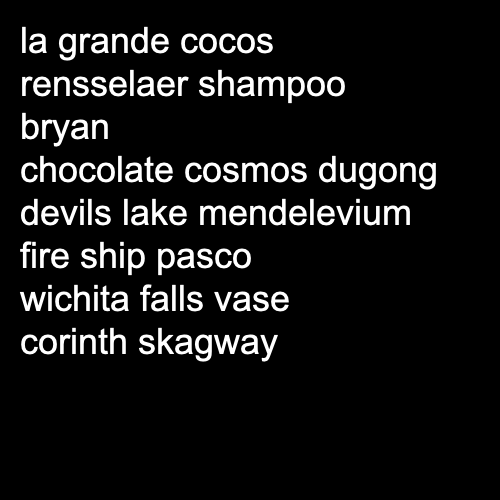 la grande cocos
rensselaer shampoo
bryan
chocolate cosmos dugong
devils lake mendelevium
fire ship pasco
wichita falls vase
corinth skagway